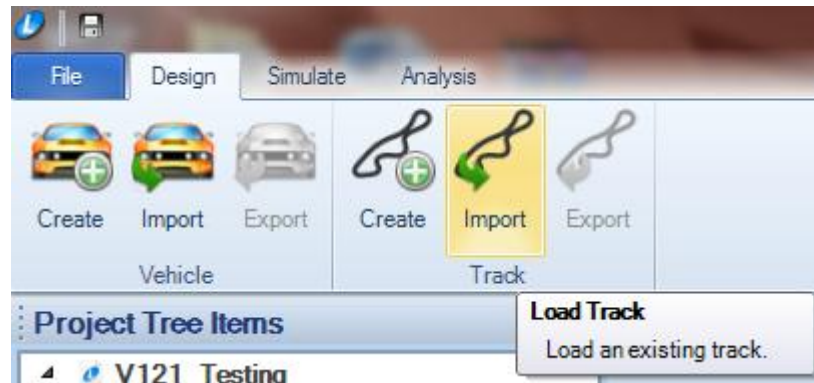 File Design Simulate Analysis
Create Import Export Create Import Export
Vehicle Track
Project Tree Items
Load Track
Load an existing track.
V121_Testing